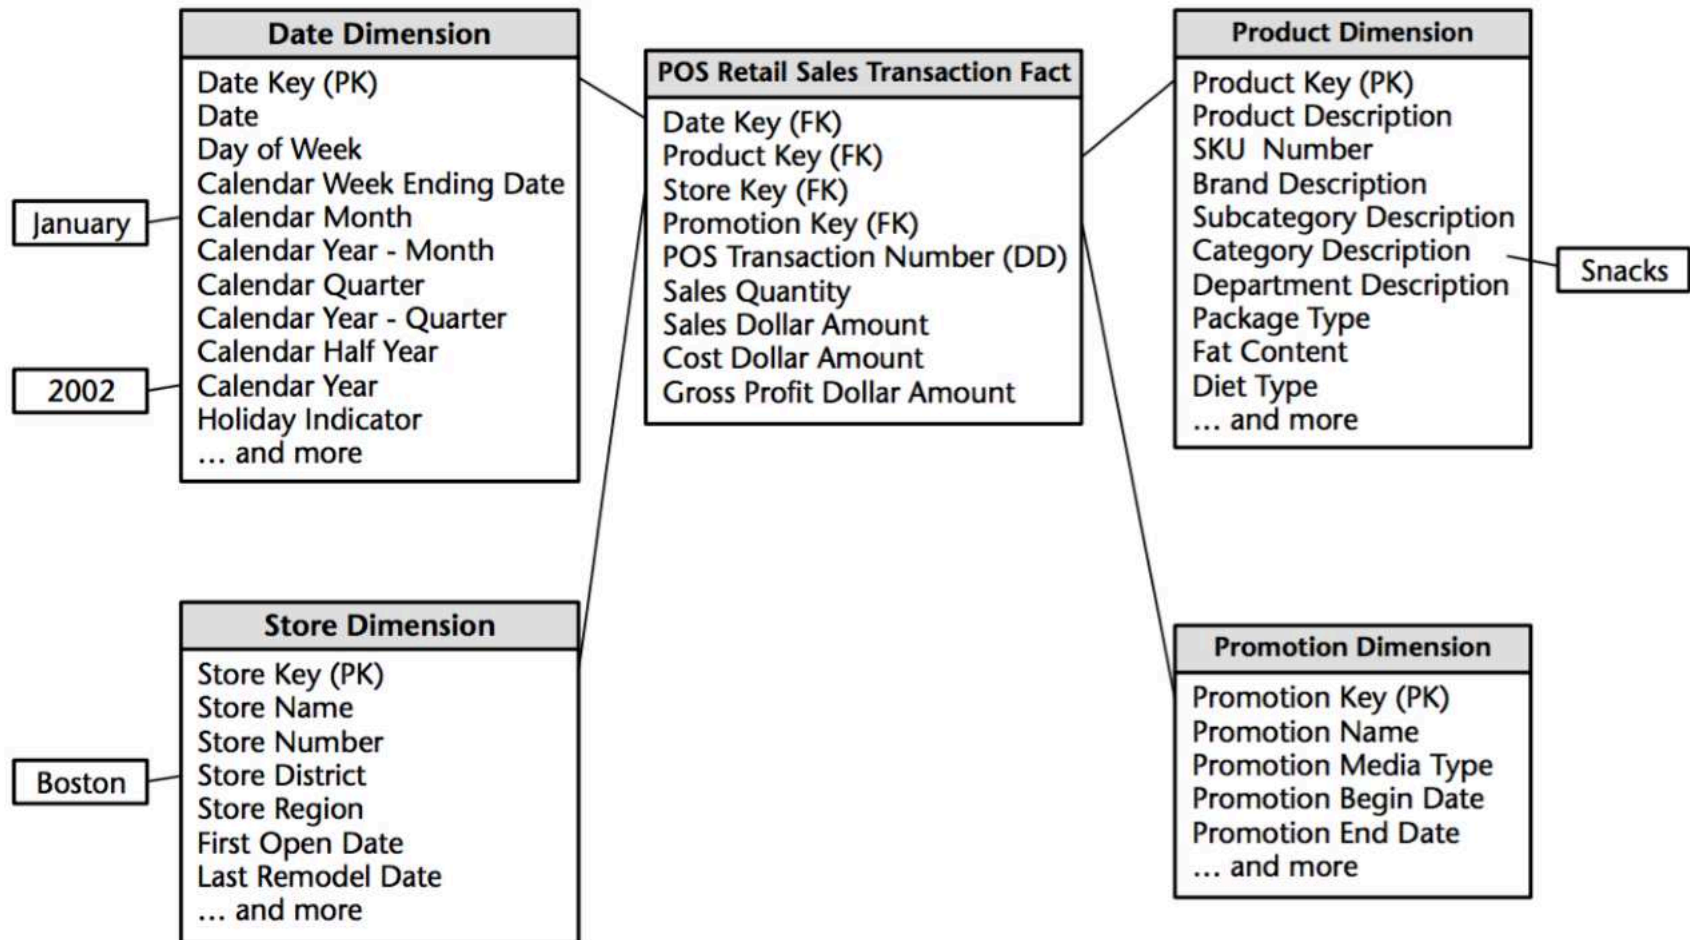 Date Dimension
Date Key (PK)
Date
Day of Week
Calendar Week Ending Date
Calendar Month
Calendar Year - Month
Calendar Quarter
Calendar Year - Quarter
Calendar Half Year
Calendar Year
Holiday Indicator
... and more
January
2002
POS Retail Sales Transaction Fact
Date Key (FK)
Product Key (FK)
Store Key (FK)
Promotion Key (FK)
POS Transaction Number (DD)
Sales Quantity
Sales Dollar Amount
Cost Dollar Amount
Gross Profit Dollar Amount
Product Dimension
Product Key (PK)
Product Description
SKU Number
Brand Description
Subcategory Description
Category Description
Department Description
Package Type
Fat Content
Diet Type
... and more
Snacks
Store Dimension
Store Key (PK)
Store Name
Store Number
Store District
Store Region
First Open Date
Last Remodel Date
... and more
Boston
Promotion Dimension
Promotion Key (PK)
Promotion Name
Promotion Media Type
Promotion Begin Date
Promotion End Date
... and more